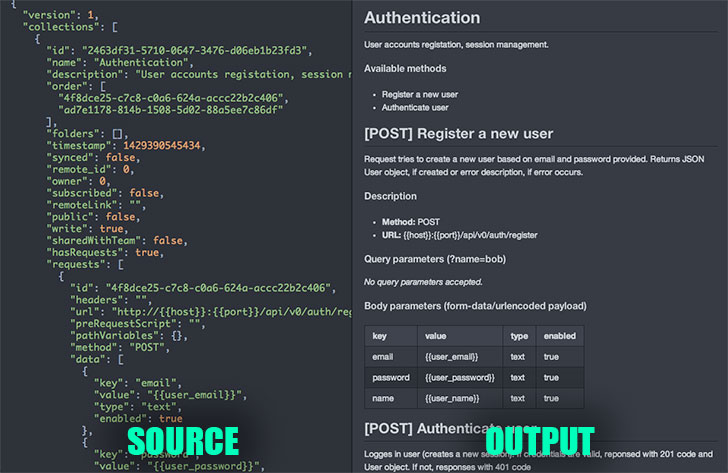 {
"version": 1,
"collections": [
{
"id": "2463df31-5710-0647-3476-d06eb1b23fd3",
"name": "Authentication",
"description": "User accounts registation, session m
"order": [
"4f8dce25-c7c8-c0a6-624a-accc22b2c406",
"ad7e1178-814b-1508-5d02-88a5ee7c86df"
],
"folders": [],
"timestamp": 1429390545434,
"synced": false,
"remote_id": 0,
"owner": 0,
"subscribed": false,
"remoteLink": "",
"public": false,
"write": true,
"sharedWithTeam": false,
"hasRequests": true,
"requests": [
{
"id": "4f8dce25-c7c8-c0a6-624a-accc22b2c406",
"headers": "",
"url": "http://{{host}}:{{port}}/api/v0/auth/reg
"preRequestScript": "",
"pathVariables": {},
"method": "POST",
"data": [
{
"key": "email",
"value": "{{user_email}}",
"type": "text",
"enabled": true
},
{
"key": "password",
"value": "{{user_password}}",
SOURCE
Authentication
User accounts registation, session management.
Available methods
• Register a new user
• Authenticate user
[POST] Register a new user
Request tries to create a new user based on email and password provided. Returns JSON
User object, if created or error description, if error occurs.
Description
• Method: POST
• URL: {{host}}:{{port}}/api/v0/auth/register
Query parameters (?name=bob)
No query parameters accepted.
Body parameters (form-data/urlencoded payload)
key value type enabled
email {{user_email}} text true
password {{user_password}} text true
name {{user_name}} text true
[POST] Authenticate user
Logges in user (creates a new session). If credentials are valid, reponsed with 201 code and
User object. If not, responses with 401 code
OUTPUT